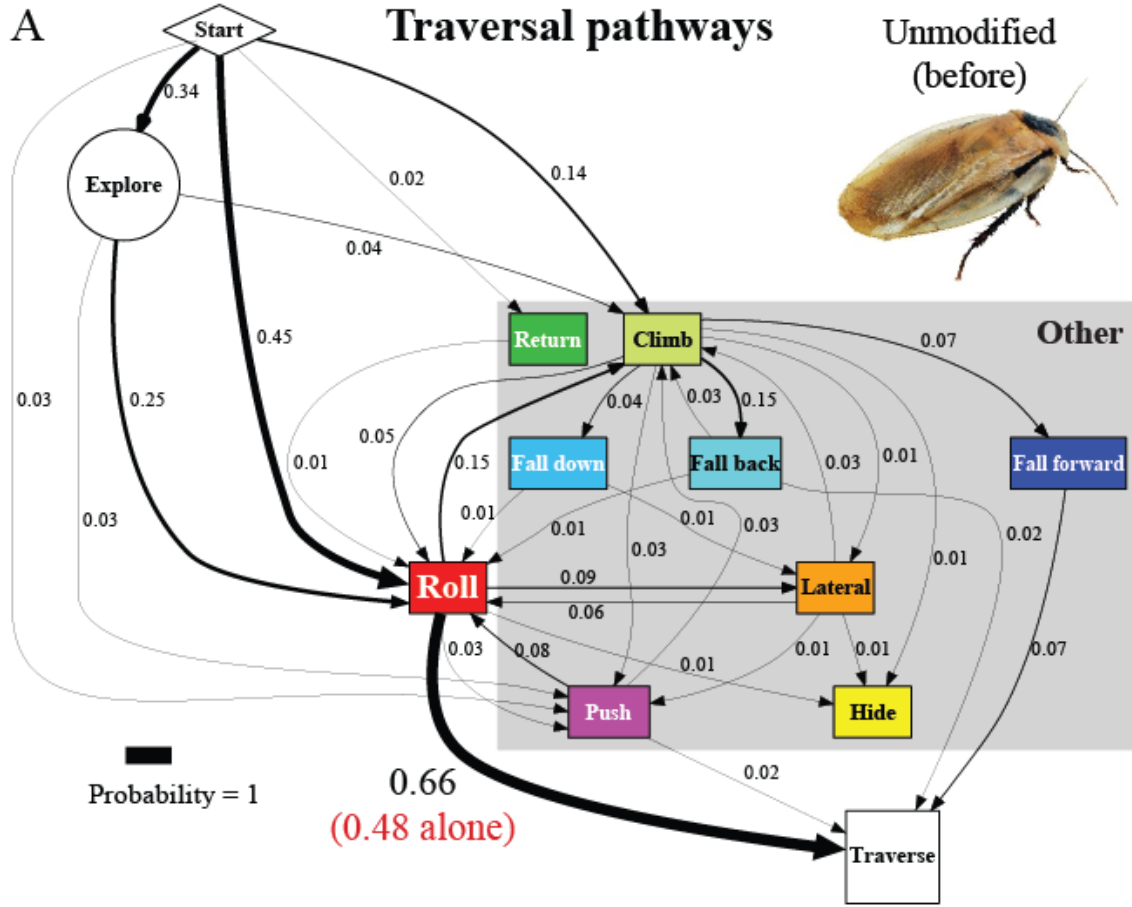 A
Traversal pathways
Unmodified
(before)
Start
0.34
Explore
0.14
0.02
0.04
0.45
0.03
0.25
Return
Climb
Other
0.07
0.04
0.03
0.15
0.05
0.15
0.01
0.03
0.01
Fall down
Fall back
Fall forward
0.03
0.01
0.01
0.01
0.03
0.03
0.01
0.02
Roll
0.09
0.06
Lateral
0.03
0.08
0.01
0.01
0.01
0.07
Push
Hide
0.02
Probability = 1
0.66
(0.48 alone)
Traverse